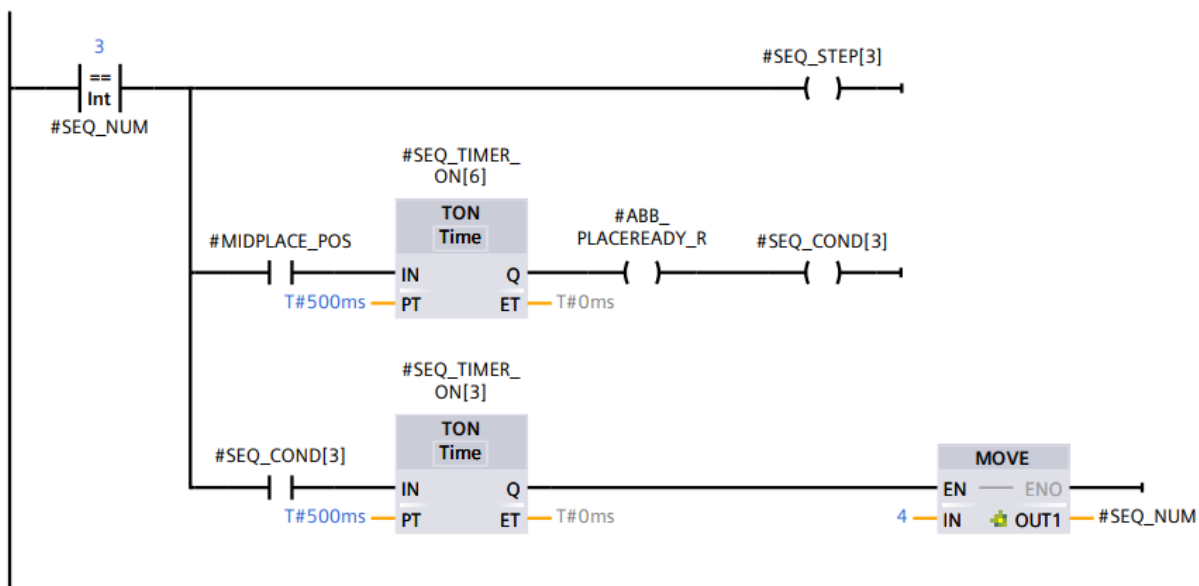 3
==
Int
#SEQ_NUM
#SEQ_STEP[3]
#SEQ_TIMER_
ON[6]
TON
Time
#MIDPLACE_POS
IN
Q
T#500ms
PT
ET
T#0ms
#ABB_
PLACEREADY_R
#SEQ_COND[3]
#SEQ_TIMER_
ON[3]
TON
Time
#SEQ_COND[3]
IN
Q
T#500ms
PT
ET
T#0ms
MOVE
EN
ENO
4
IN
OUT1
#SEQ_NUM